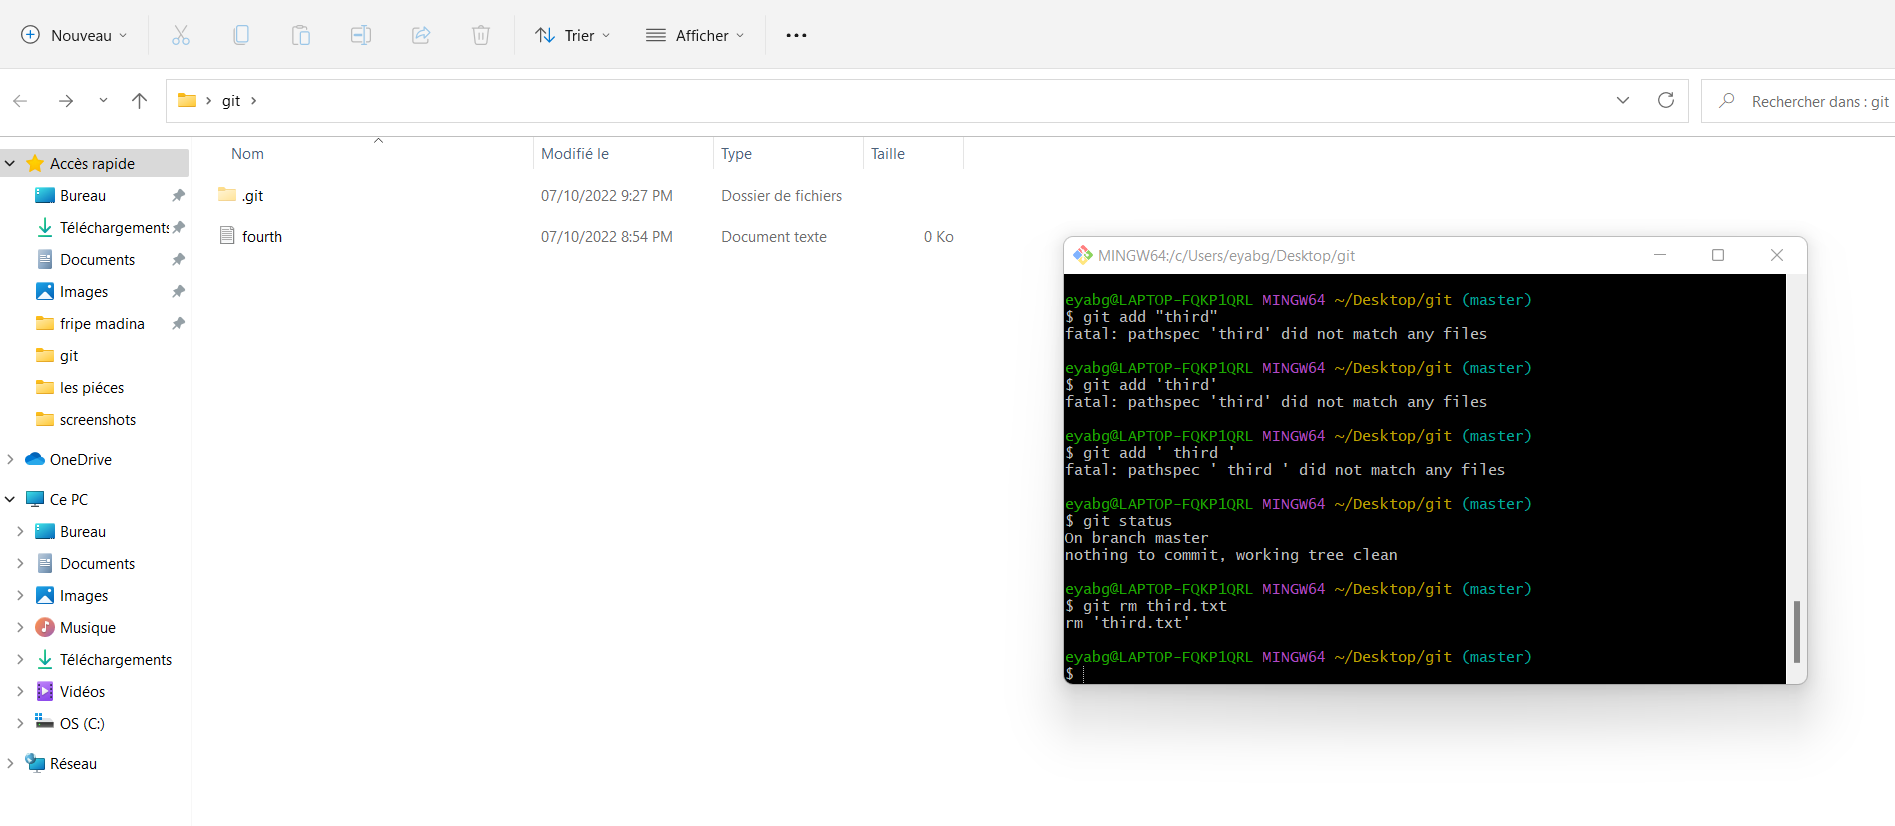 Nouveau
Trier
Afficher
git
Rechercher dans : git
Nom
Modifié le
Type
Taille
.git
07/10/2022 9:27 PM
Dossier de fichiers
fourth
07/10/2022 8:54 PM
Document texte
0 Ko
Accès rapide
Bureau
Téléchargements
Documents
Images
fripe madina
git
les piéces
screenshots
OneDrive
Ce PC
Bureau
Documents
Images
Musique
Téléchargements
Vidéos
OS (C:)
Réseau
MINGW64:/c/Users/eyabg/Desktop/git
eyabg@LAPTOP-FQKP1QRL MINGW64 ~/Desktop/git (master)
$ git add "third"
fatal: pathspec 'third' did not match any files
eyabg@LAPTOP-FQKP1QRL MINGW64 ~/Desktop/git (master)
$ git add 'third'
fatal: pathspec 'third' did not match any files
eyabg@LAPTOP-FQKP1QRL MINGW64 ~/Desktop/git (master)
$ git add ' third '
fatal: pathspec ' third ' did not match any files
eyabg@LAPTOP-FQKP1QRL MINGW64 ~/Desktop/git (master)
$ git status
On branch master
nothing to commit, working tree clean
eyabg@LAPTOP-FQKP1QRL MINGW64 ~/Desktop/git (master)
$ git rm third.txt
rm 'third.txt'
eyabg@LAPTOP-FQKP1QRL MINGW64 ~/Desktop/git (master)
$